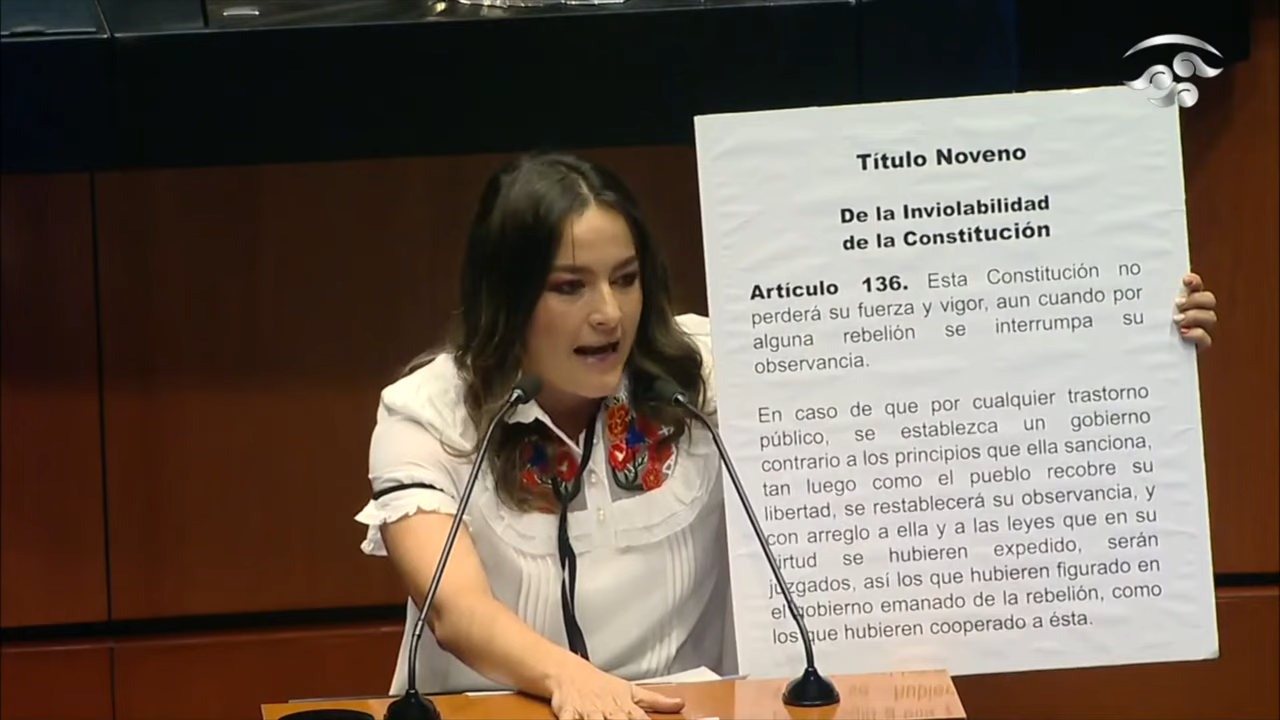 Título Noveno
De la Inviolabilidad
de la Constitución
Artículo 136. Esta Constitución no
perderá su fuerza y vigor, aun cuando por
alguna rebelión se interrumpa su
observancia.
En caso de que por cualquier trastorno
público, se establezca un gobierno
contrario a los principios que ella sanciona,
tan luego como el pueblo recobre su
libertad, se restablecerá su observancia, y
con arreglo a ella y a las leyes que en su
virtud se hubieren expedido, serán
juzgados, así los que hubieren figurado en
el gobierno emanado de la rebelión, como
los que hubieren cooperado a ésta.